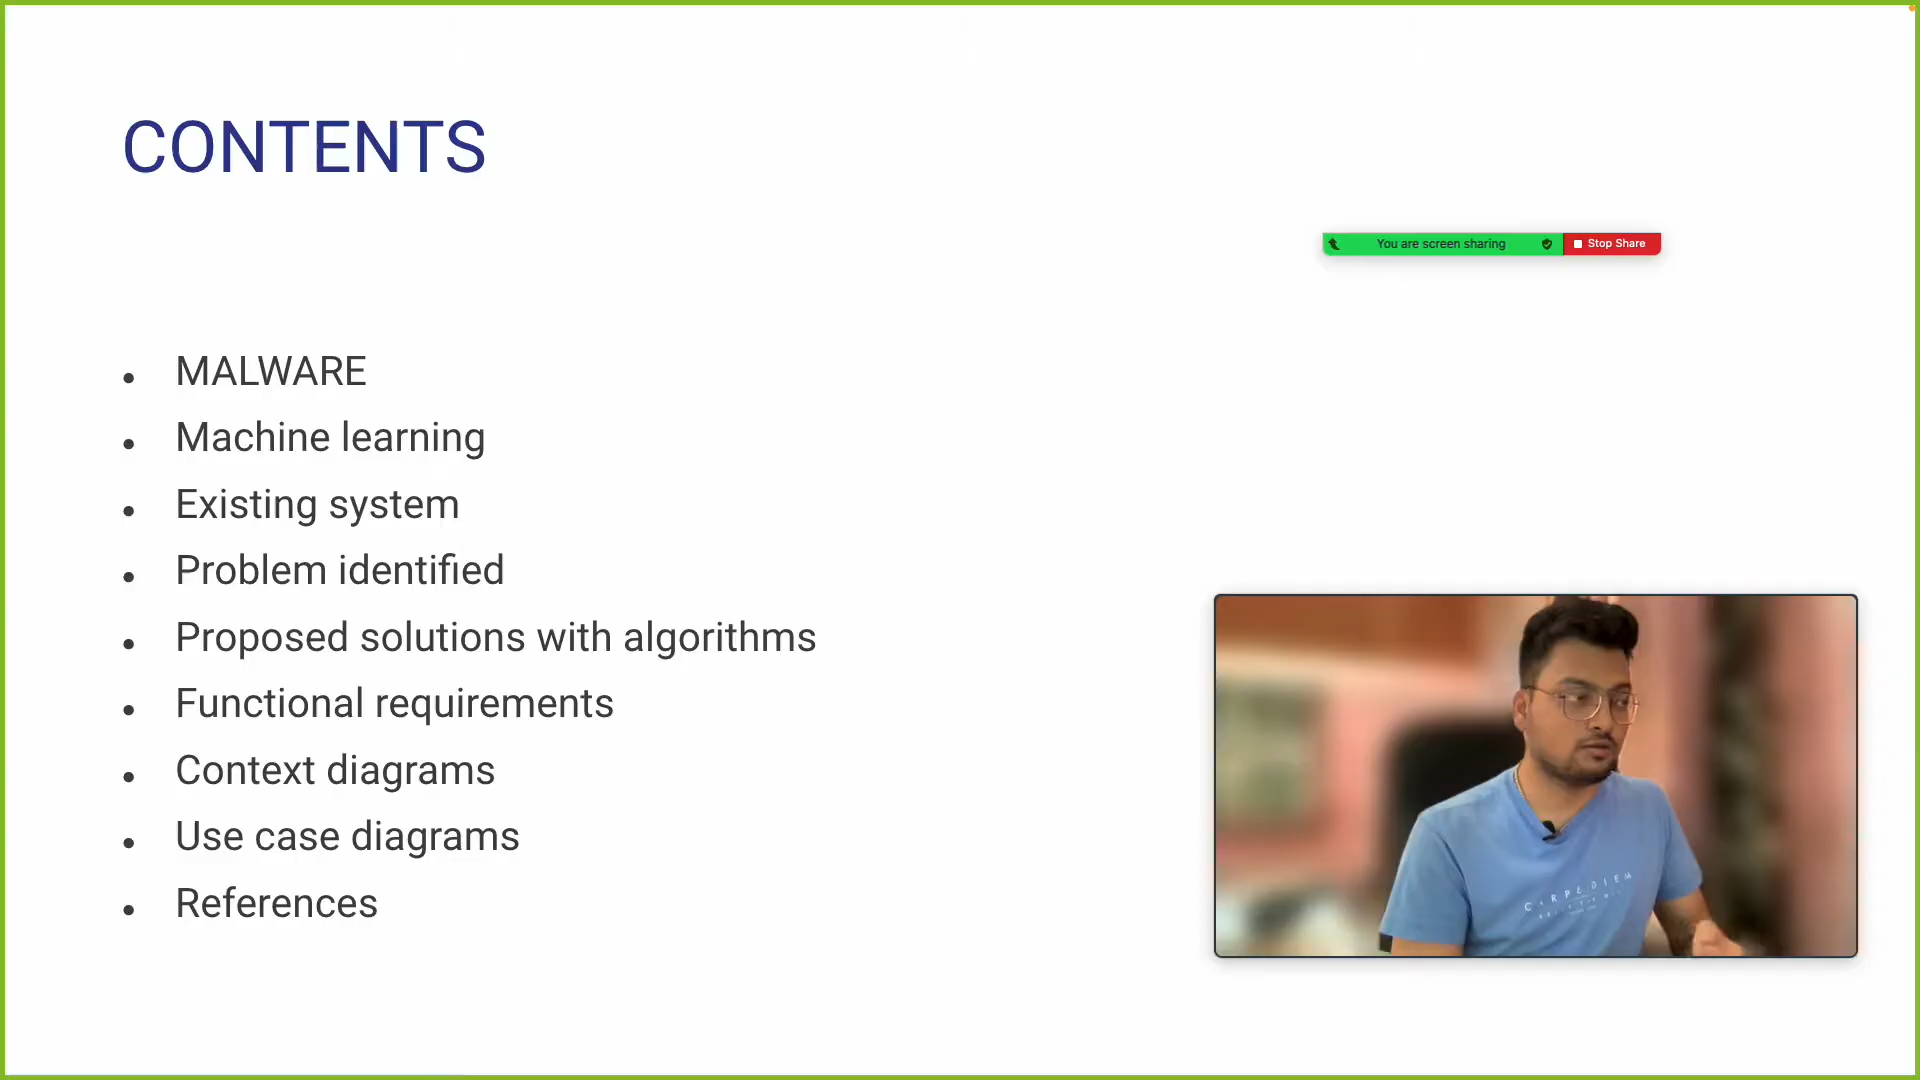 CONTENTS
You are screen sharing
Stop Share
MALWARE
Machine learning
Existing system
Problem identified
Proposed solutions with algorithms
Functional requirements
Context diagrams
Use case diagrams
References